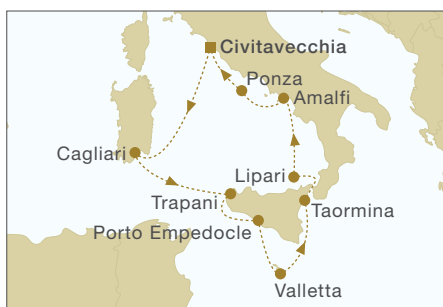 Civitavecchia
Ponza
Amalfi
Cagliari
Lipari
Trapani
Taormina
Porto Empedocle
Valletta